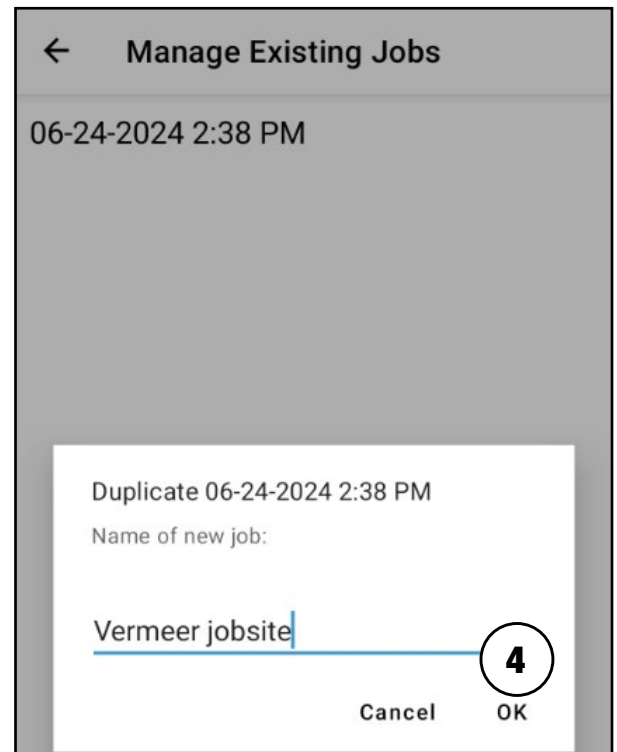 ← Manage Existing Jobs
06-24-2024 2:38 PM
Duplicate 06-24-2024 2:38 PM
Name of new job:
Vermeer jobsite
4
Cancel OK